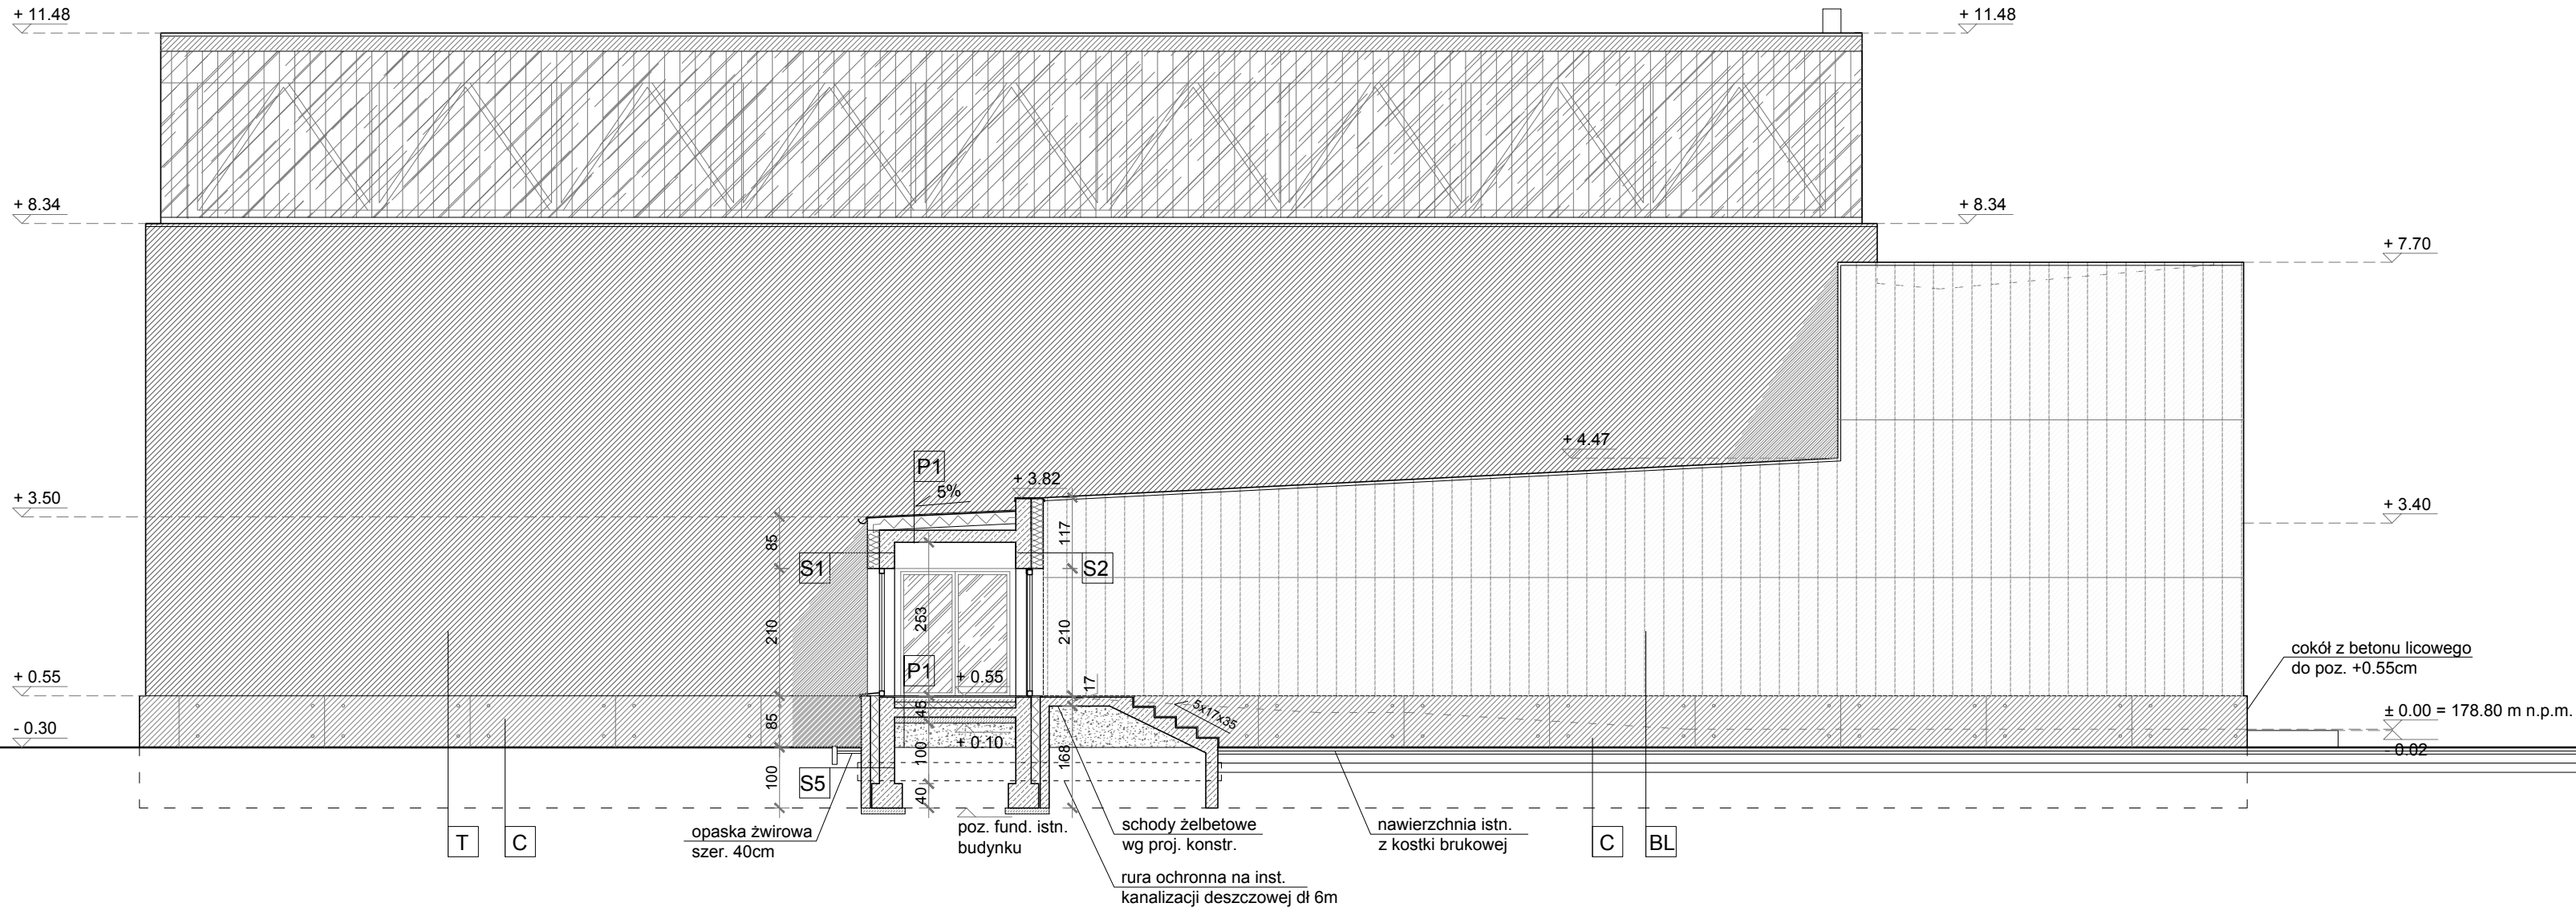 + 11.48
+ 11.48
+ 8.34
+ 8.34
+ 7.70
+ 4.47
P1
5%
+ 3.82
+ 3.50
+ 3.40
85
117
S1
S2
253
210
210
P1
+ 0.55
+ 0.55
17
45
5x17x35
cokół z betonu licowego
do poz. +0.55cm
± 0.00 = 178.80 m n.p.m.
- 0.02
- 0.30
85
+ 0.10
100
100
168
S5
40
T
C
opaska żwirowa
szer. 40cm
poz. fund. istn.
budynku
schody żelbetowe
wg proj. konstr.
nawierzchnia istn.
z kostki brukowej
C
BL
rura ochronna na inst.
kanalizacji deszczowej dł 6m